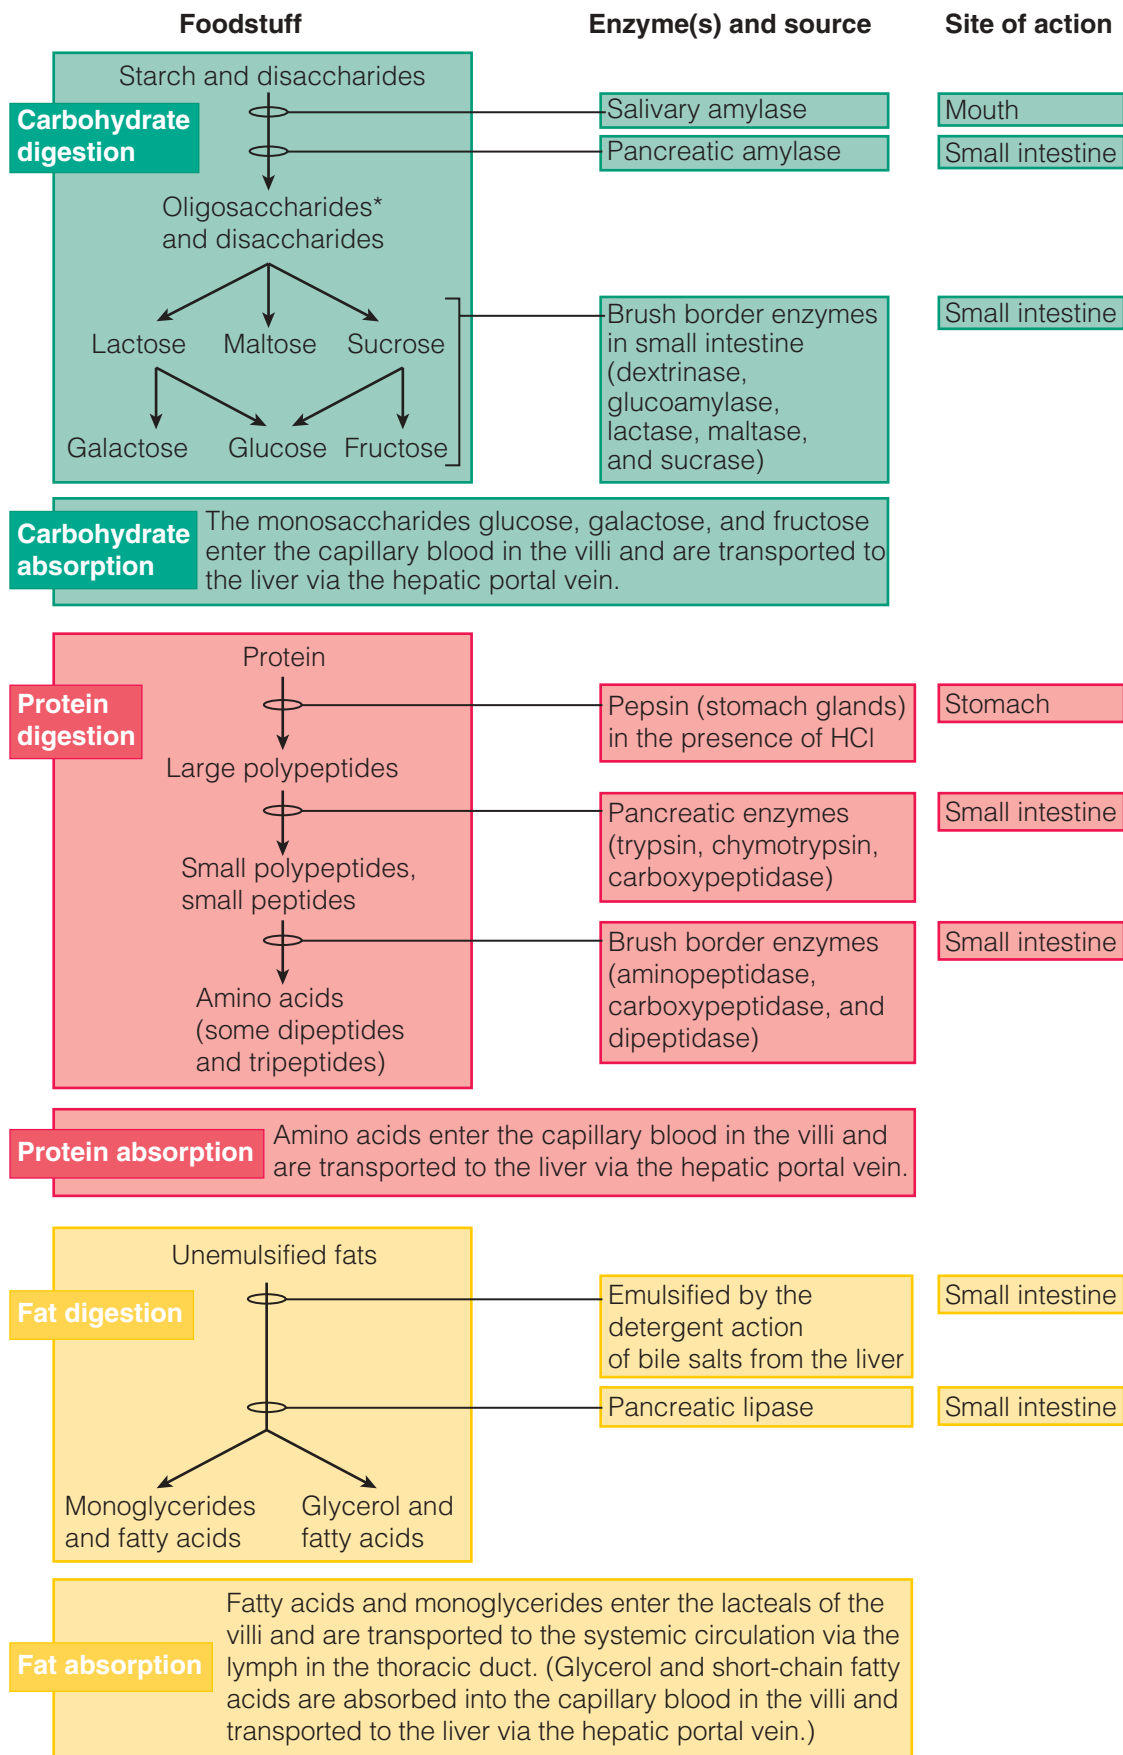 Foodstuff
Enzyme(s) and source
Site of action
Carbohydrate
digestion
Starch and disaccharides
Salivary amylase
Mouth
Pancreatic amylase
Small intestine
Oligosaccharides*
and disaccharides
Lactose
Maltose
Sucrose
Galactose
Glucose
Fructose
Brush border enzymes
in small intestine
(dextrinase,
glucoamylase,
lactase, maltase,
and sucrase)
Small intestine
Carbohydrate
absorption
The monosaccharides glucose, galactose, and fructose
enter the capillary blood in the villi and are transported to
the liver via the hepatic portal vein.
Protein
digestion
Protein
Pepsin (stomach glands)
in the presence of HCl
Stomach
Large polypeptides
Pancreatic enzymes
(trypsin, chymotrypsin,
carboxypeptidase)
Small intestine
Small polypeptides,
small peptides
Brush border enzymes
(aminopeptidase,
carboxypeptidase, and
dipeptidase)
Small intestine
Amino acids
(some dipeptides
and tripeptides)
Protein absorption
Amino acids enter the capillary blood in the villi and
are transported to the liver via the hepatic portal vein.
Fat digestion
Unemulsified fats
Emulsified by the
detergent action
of bile salts from the liver
Small intestine
Pancreatic lipase
Small intestine
Monoglycerides
and fatty acids
Glycerol and
fatty acids
Fat absorption
Fatty acids and monoglycerides enter the lacteals of the
villi and are transported to the systemic circulation via the
lymph in the thoracic duct. (Glycerol and short-chain fatty
acids are absorbed into the capillary blood in the villi and
transported to the liver via the hepatic portal vein.)